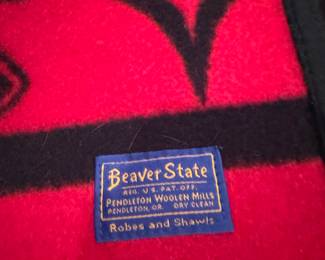 Beaver State
REG. U.S. PAT. OFF.
PENDLETON WOOLEN MILLS
PENDLETON, OR. DRY CLEAN
Robes and Shawls